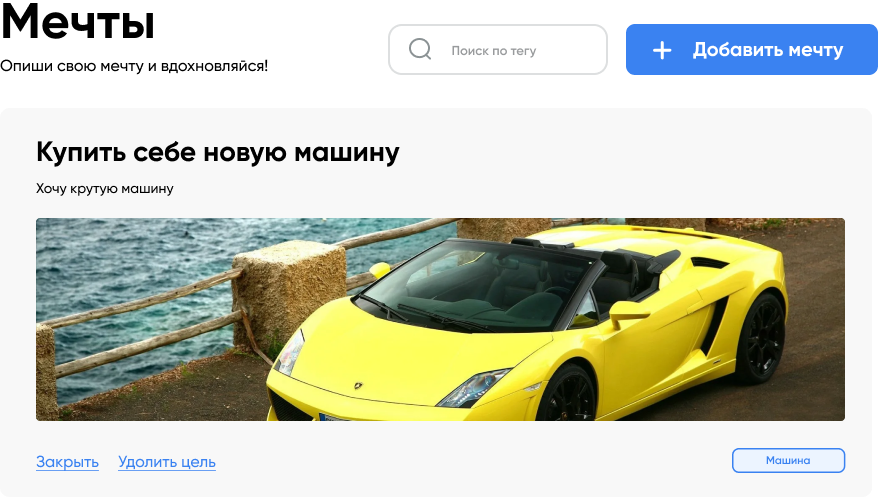 Мечты
Опиши свою мечту и вдохновляйся!
Поиск по тегу
Добавить мечту
Купить себе новую машину
Хочу крутую машину
Закрыть
Удолить цель
Машина